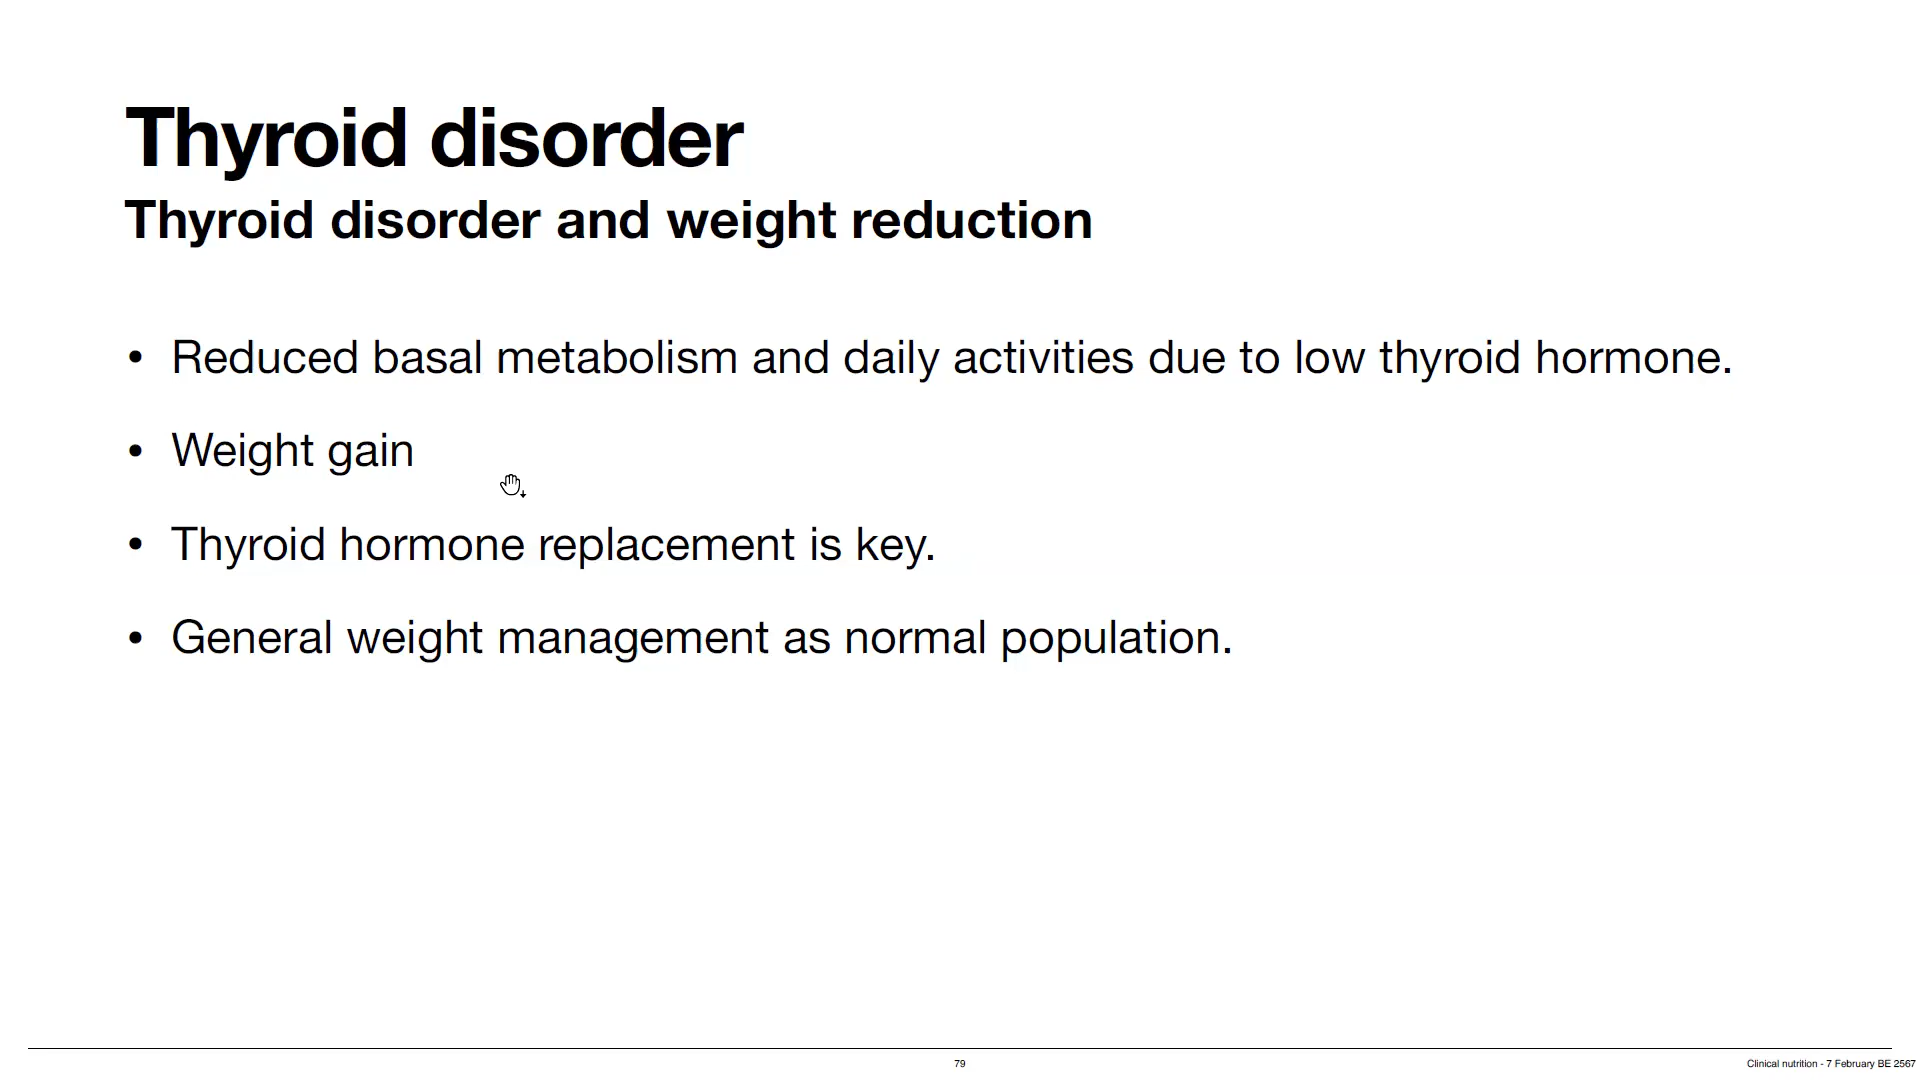 Thyroid disorder
Thyroid disorder and weight reduction
• Reduced basal metabolism and daily activities due to low thyroid hormone.
• Weight gain
• Thyroid hormone replacement is key.
• General weight management as normal population.
79
Clinical nutrition - 7 February BE 2567